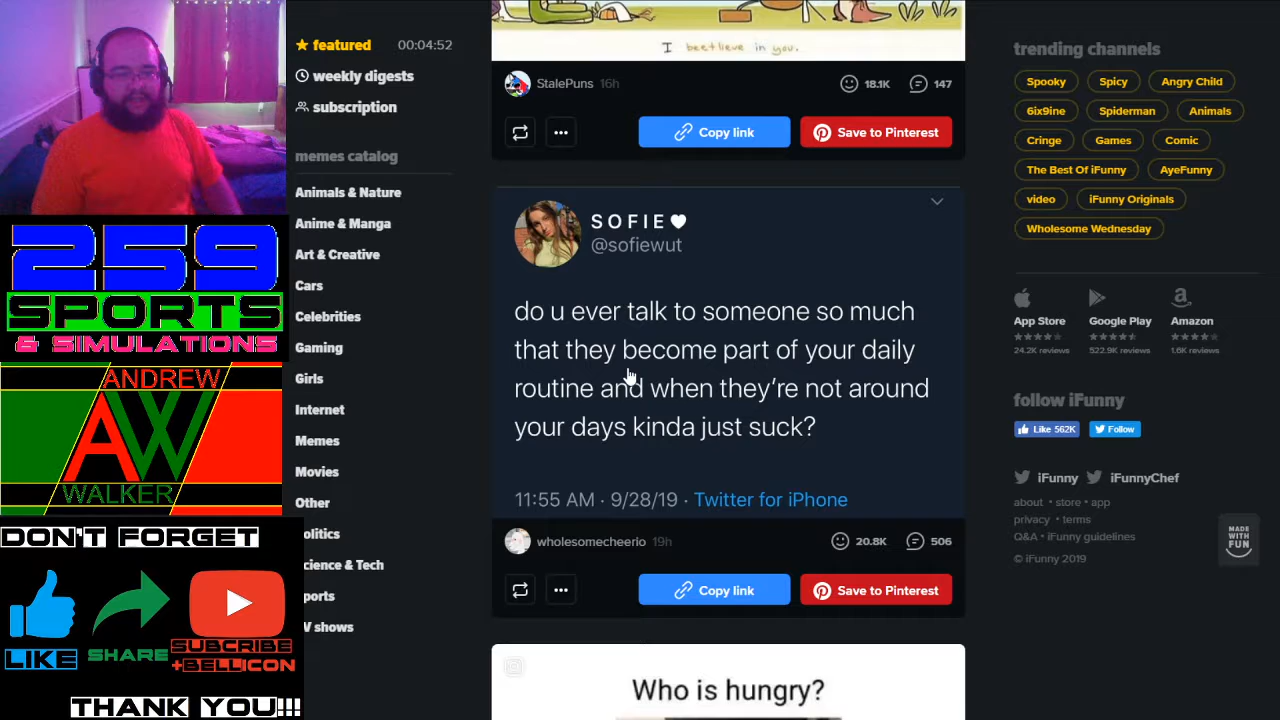 259
SPORTS
& SIMULATIONS
ANDREW
AW
WALKER
DON'T FORGET
LIKE
SHARE
SUBCRIBE
+BELLICON
THANK YOU!!!
featured
00:04:52
weekly digests
subscription
memes catalog
Animals & Nature
Anime & Manga
Art & Creative
Cars
Celebrities
Gaming
Girls
Internet
Memes
Movies
Other
olitics
cience & Tech
ports
V shows
I beetlieve in you.
StalePuns 16h
18.1K
147
Copy link
Save to Pinterest
SOFIE
@sofiewut
do u ever talk to someone so much
that they become part of your daily
routine and when they're not around
your days kinda just suck?
11:55 AM · 9/28/19 · Twitter for iPhone
wholesomecheerio 19h
20.8K
506
Copy link
Save to Pinterest
Who is hungry?
trending channels
Spooky
Spicy
Angry Child
6ix9ine
Spiderman
Animals
Cringe
Games
Comic
The Best Of iFunny
AyeFunny
video
iFunny Originals
Wholesome Wednesday
App Store
24.2K reviews
Google Play
522.9K reviews
Amazon
1.6K reviews
follow iFunny
Like 562K
Follow
iFunny
iFunnyChef
about · store · app
privacy · terms
Q&A · iFunny guidelines
© iFunny 2019
MADE
WITH
FUN